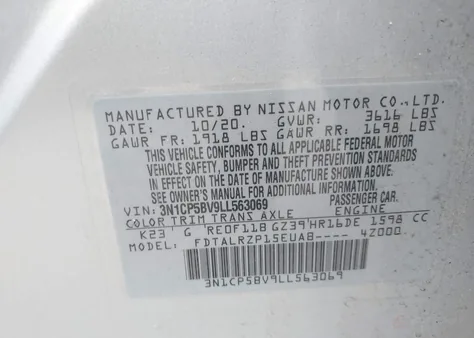 MANUFACTURED BY NISSAN MOTOR CO.,LTD.
DATE: 10/20. GVWR: 3616 LBS
GAWR FR: 1918 LBS GAWR RR: 1698 LBS
THIS VEHICLE CONFORMS TO ALL APPLICABLE FEDERAL MOTOR
VEHICLE SAFETY, BUMPER AND THEFT PREVENTION STANDARDS
IN EFFECT ON THE DATE OF MANUFACTURE SHOWN ABOVE.
SEE OWNER'S MANUAL FOR ADDITIONAL INFORMATION.
VIN: 3N1CP5BV9LL563069 PASSENGER CAR
COLOR TRIM TRANS AXLE ENGINE
K23 G RE0F11B GZ39 HR16DE 1598 CC
MODEL: FDTALRZP15EUAB---- 42000.
3N1CP5BV9LL563069